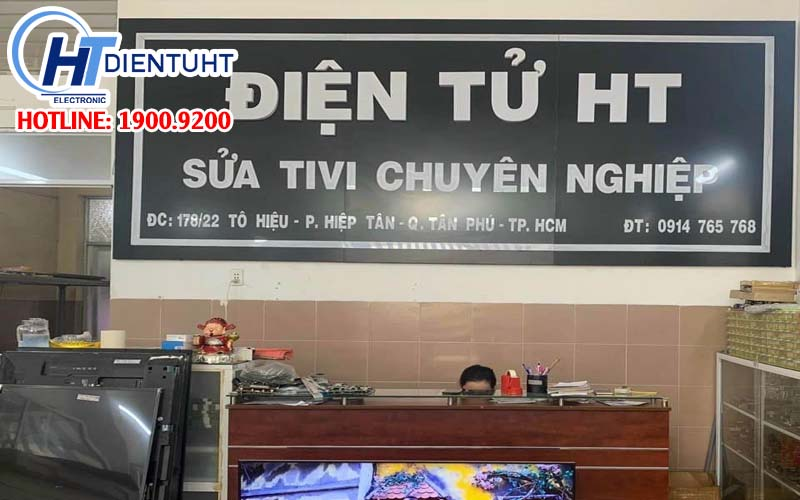 HT DIENTUHT
ELECTRONIC
HOTLINE: 1900.9200
ĐIỆN TỬ HT
SỬA TIVI CHUYÊN NGHIỆP
ĐC: 178/22 TÔ HIỆU - P. HIỆP TÂN - Q. TÂN PHÚ - TP. HCM ĐT: 0914 765 768